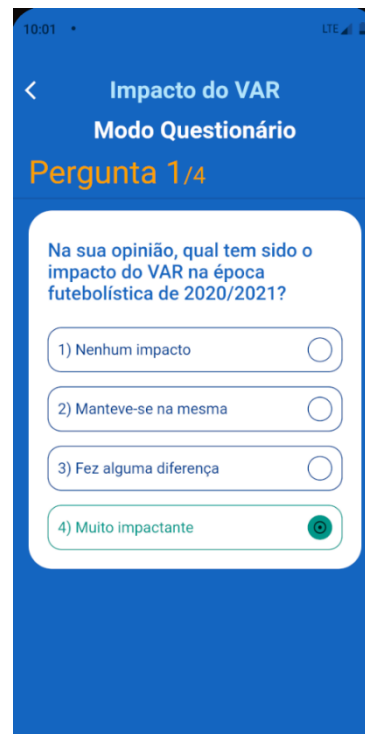 10:01 •
LTE
Impacto do VAR
Modo Questionário
Pergunta 1/4
Na sua opinião, qual tem sido o
impacto do VAR na época
futebolística de 2020/2021?
1) Nenhum impacto
2) Manteve-se na mesma
3) Fez alguma diferença
4) Muito impactante